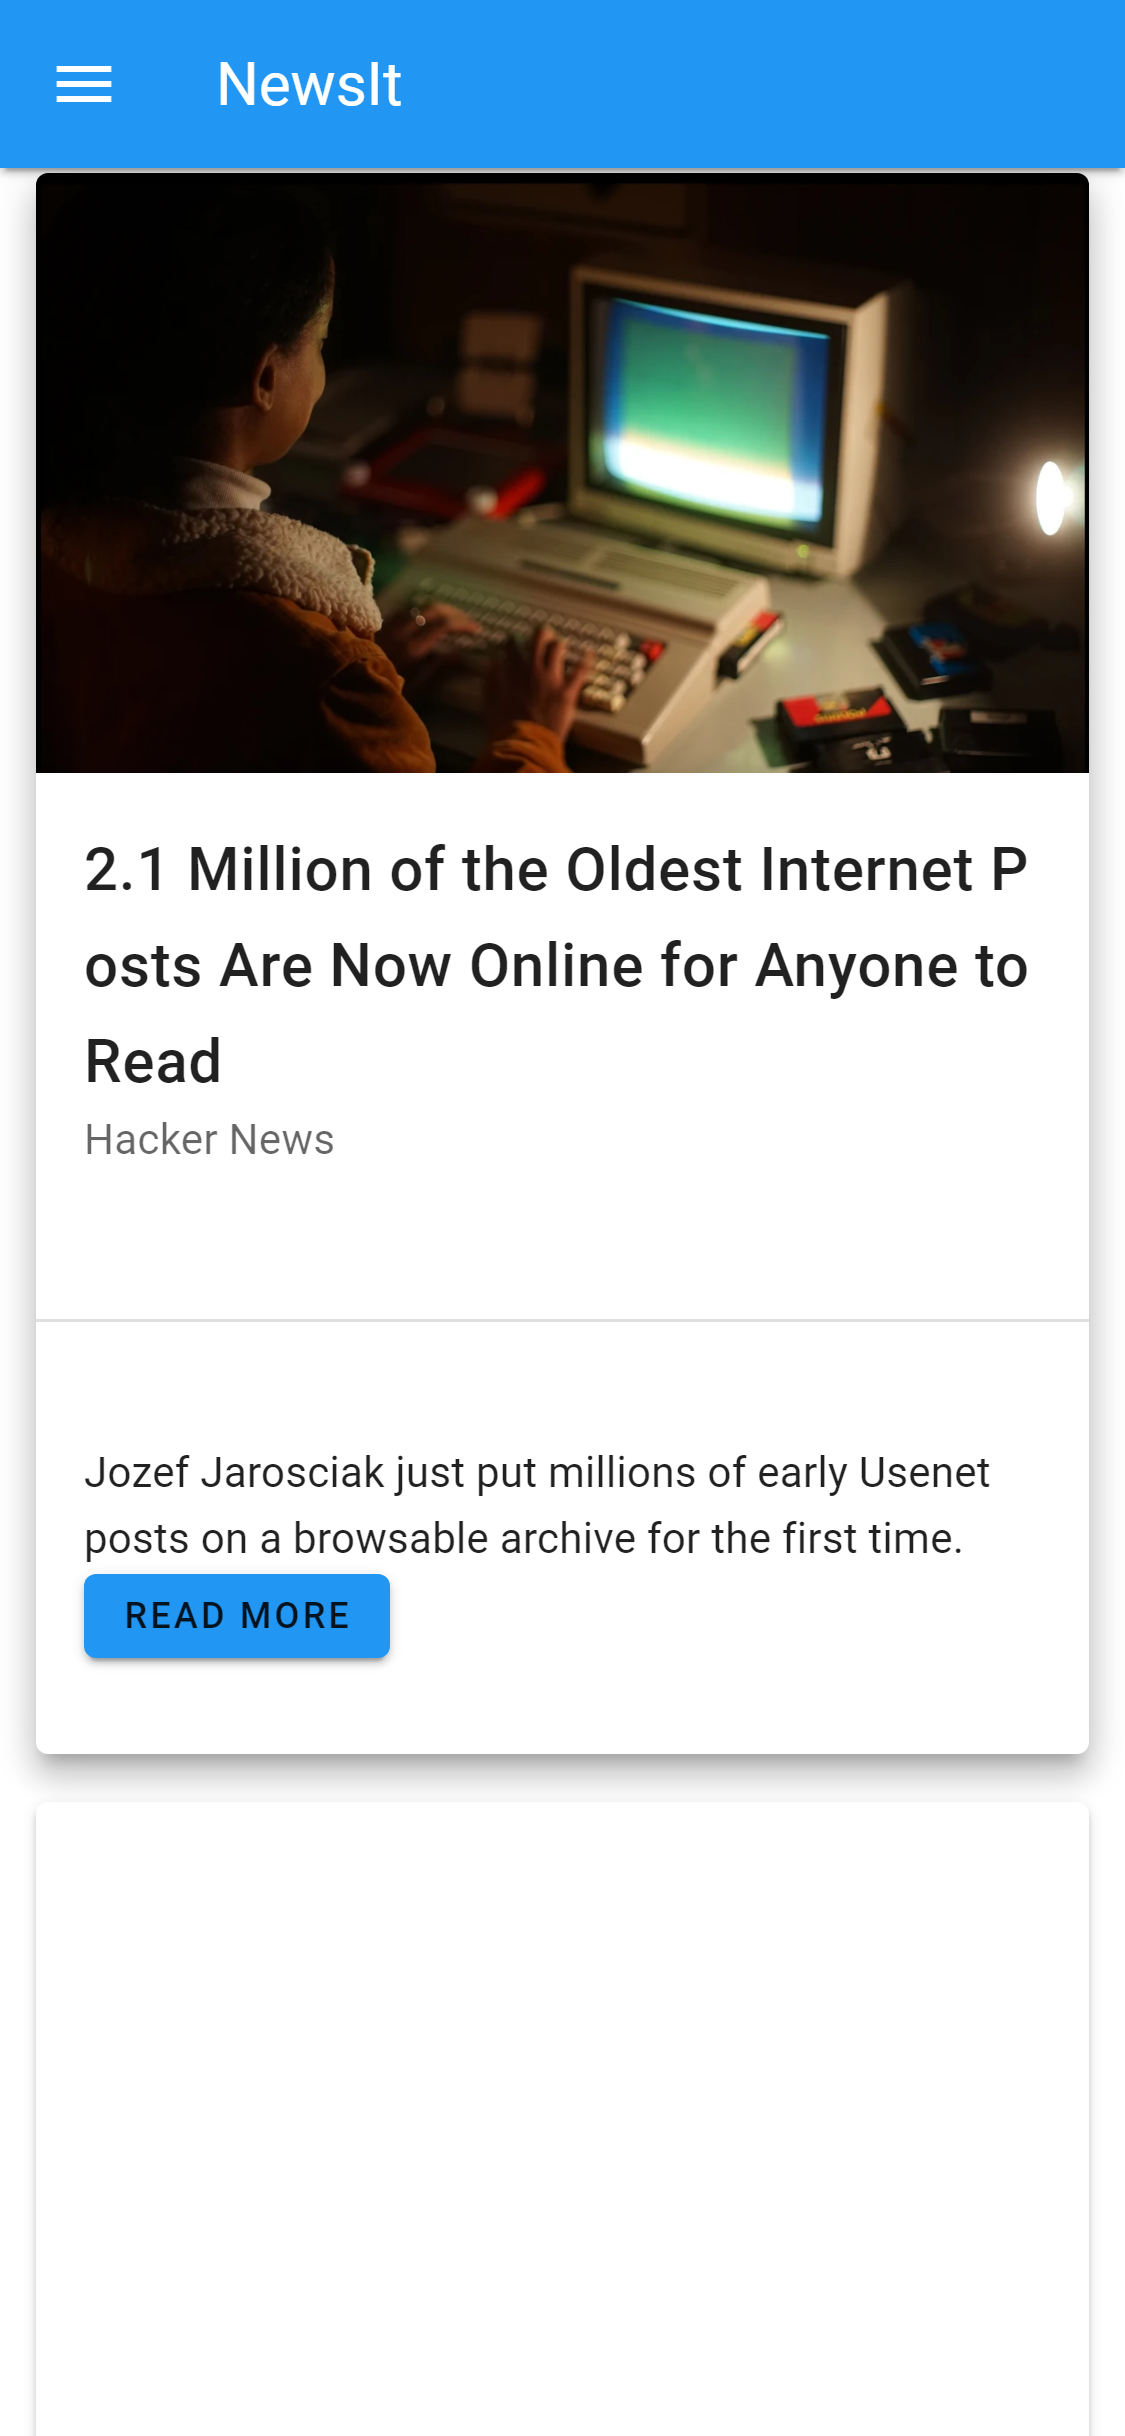 NewsIt
2.1 Million of the Oldest Internet P
osts Are Now Online for Anyone to
Read
Hacker News
Jozef Jarosciak just put millions of early Usenet
posts on a browsable archive for the first time.
READ MORE